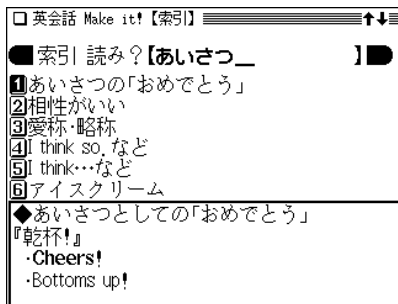 英会話 Make it!【索引】
索引 読み?【あいさつ_ 】
1あいさつの「おめでとう」
2相性がいい
3愛称・略称
4I think so. など
5I think…など
6アイスクリーム
◆あいさつとしての「おめでとう」
『乾杯!』
・Cheers!
・Bottoms up!